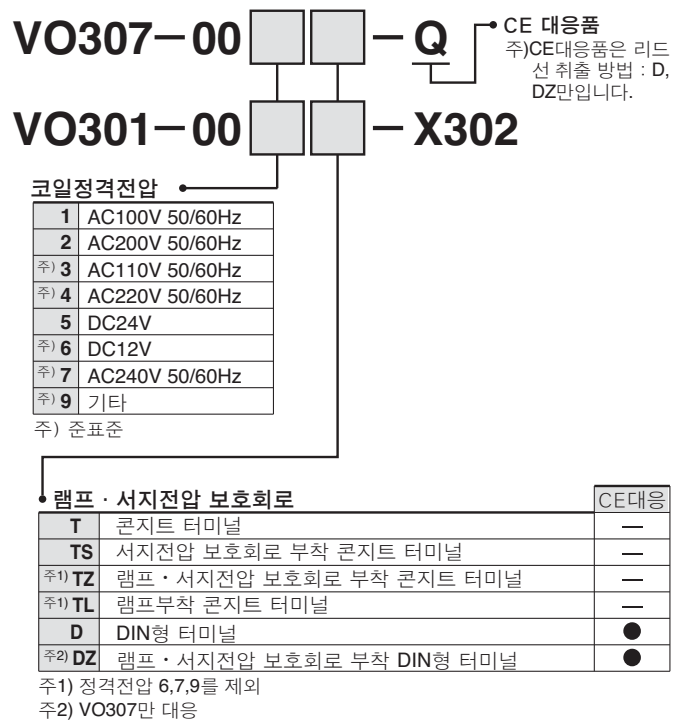 VO307-00 □ □ - Q
CE 대응품
주)CE대응품은 리드
선 취출 방법 : D,
DZ만입니다.
VO301-00 □ □ - X302
코일정격전압
1 AC100V 50/60Hz
2 AC200V 50/60Hz
주) 3 AC110V 50/60Hz
주) 4 AC220V 50/60Hz
5 DC24V
주) 6 DC12V
주) 7 AC240V 50/60Hz
주) 9 기타
주) 준표준
램프 · 서지전압 보호회로 CE대응
T 콘지트 터미널 —
TS 서지전압 보호회로 부착 콘지트 터미널 —
주1) TZ 램프・서지전압 보호회로 부착 콘지트 터미널 —
주1) TL 램프부착 콘지트 터미널 —
D DIN형 터미널 ●
주2) DZ 램프・서지전압 보호회로 부착 DIN형 터미널 ●
주1) 정격전압 6,7,9를 제외
주2) VO307만 대응